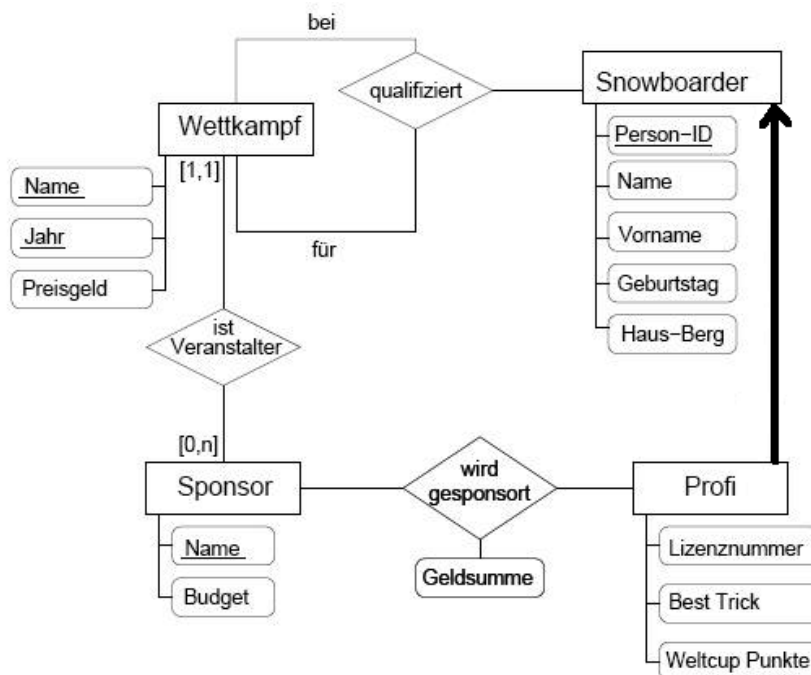 bei
qualifiziert
Snowboarder
Wettkampf
[1,1]
Person-ID
Name
Name
Jahr
für
Vorname
Preisgeld
Geburtstag
Haus-Berg
ist
Veranstalter
[0,n]
Sponsor
wird
gesponsort
Profi
Name
Budget
Geldsumme
Lizenznummer
Best Trick
Weltcup Punkte